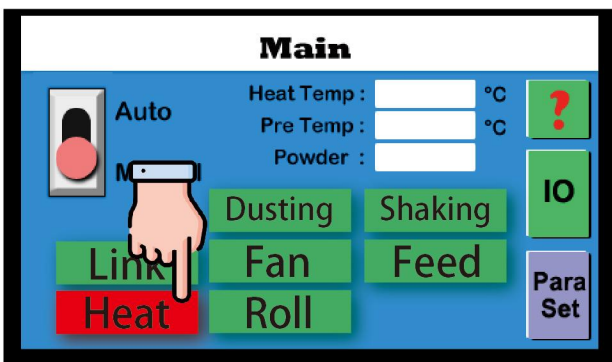 Main
Auto
Heat Temp : °C
Pre Temp : °C
Powder :
?
IO
Dusting Shaking
Link Fan Feed
Heat Roll
Para
Set